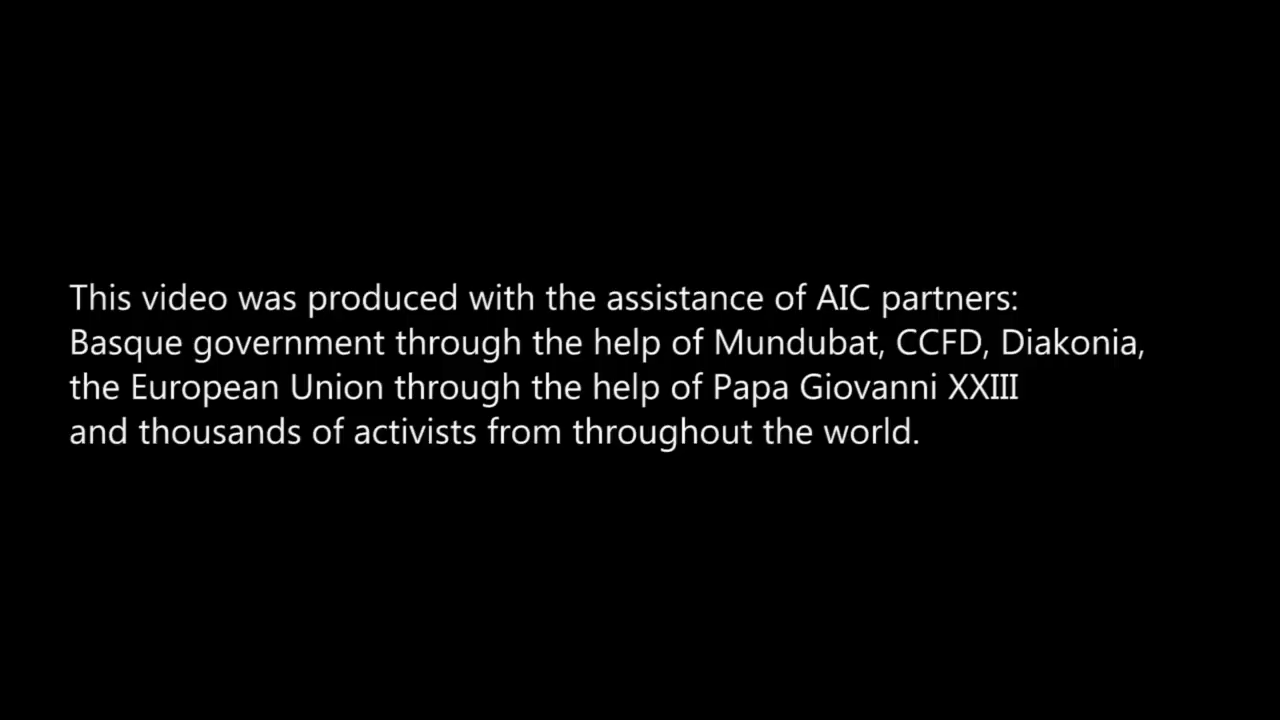 This video was produced with the assistance of AIC partners:
Basque government through the help of Mundubat, CCFD, Diakonia,
the European Union through the help of Papa Giovanni XXIII
and thousands of activists from throughout the world.